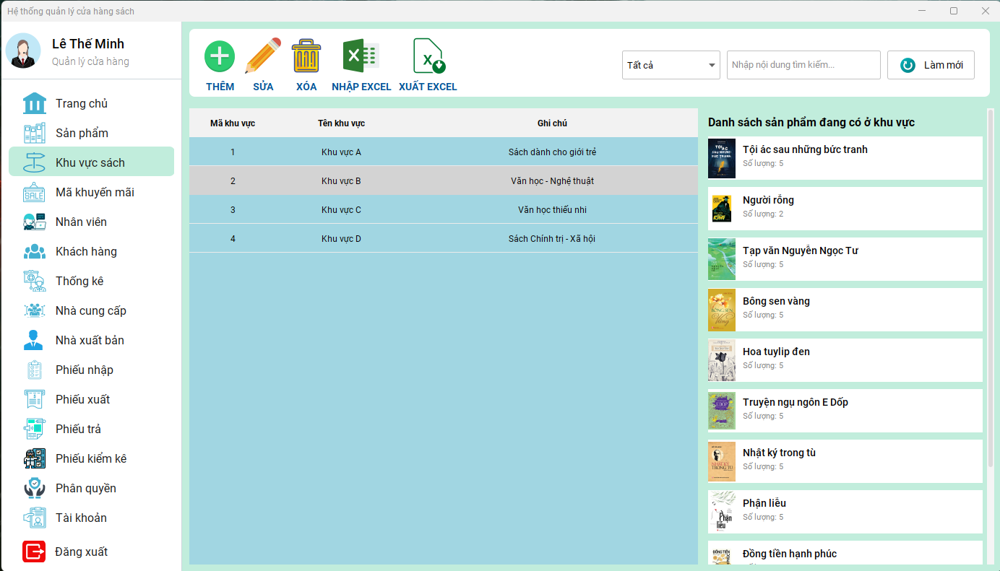 Hệ thống quản lý cửa hàng sách
Lê Thế Minh
Quản lý cửa hàng
Trang chủ
Sản phẩm
Khu vực sách
Mã khuyến mãi
Nhân viên
Khách hàng
Thống kê
Nhà cung cấp
Nhà xuất bản
Phiếu nhập
Phiếu xuất
Phiếu trả
Phiếu kiểm kê
Phân quyền
Tài khoản
Đăng xuất
THÊM SỬA XÓA NHẬP EXCEL XUẤT EXCEL
Tất cả Nhập nội dung tìm kiếm... Làm mới
Mã khu vực Tên khu vực Ghi chú
1 Khu vực A Sách dành cho giới trẻ
2 Khu vực B Văn học - Nghệ thuật
3 Khu vực C Văn học thiếu nhi
4 Khu vực D Sách Chính trị - Xã hội
Danh sách sản phẩm đang có ở khu vực
Tội ác sau những bức tranh
Số lượng: 5
Người rồng
Số lượng: 2
Tạp văn Nguyễn Ngọc Tư
Số lượng: 5
Bông sen vàng
Số lượng: 5
Hoa tuylip đen
Số lượng: 5
Truyện ngụ ngôn E Dốp
Số lượng: 5
Nhật ký trong tù
Số lượng: 5
Phận liễu
Số lượng: 5
Đồng tiền hạnh phúc